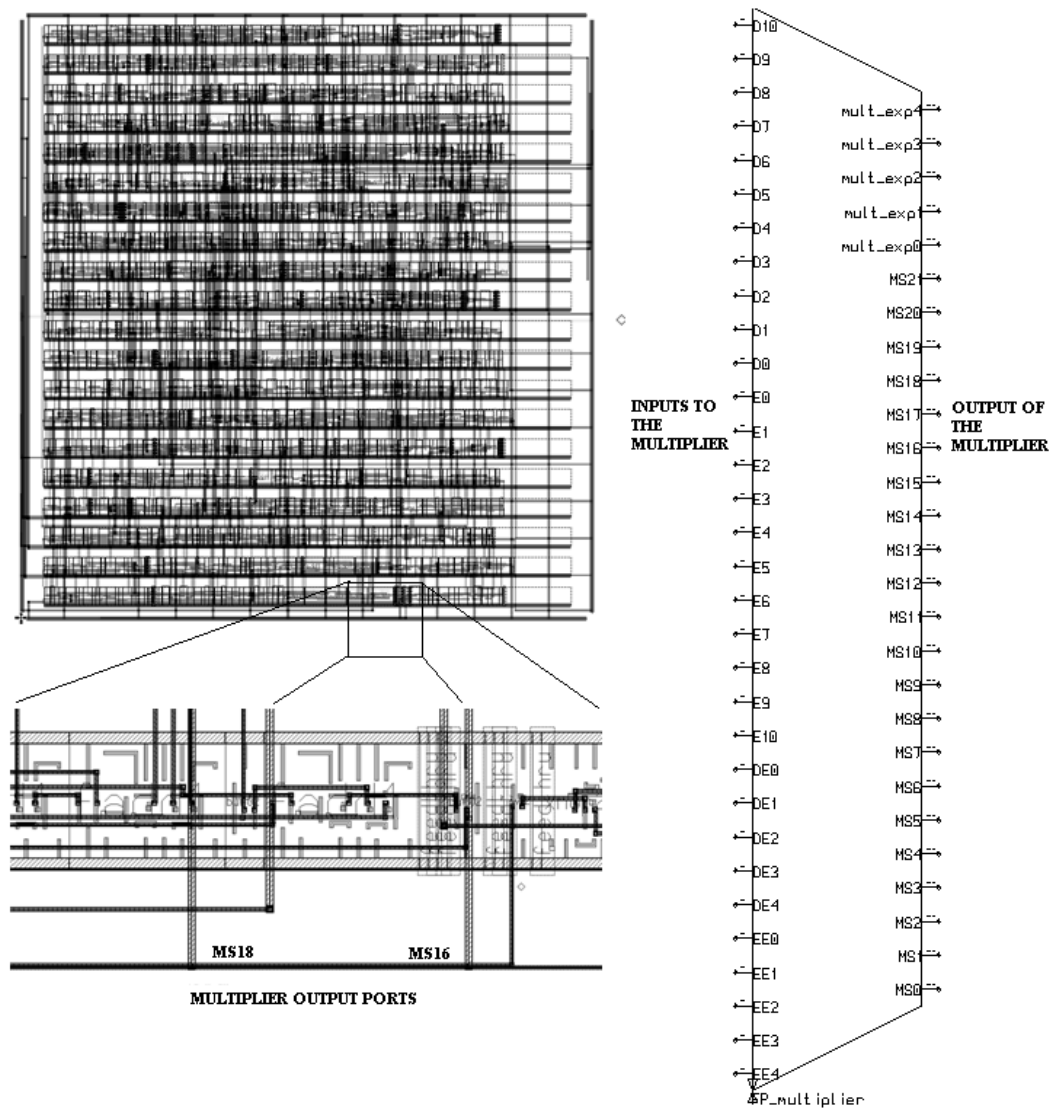 D10
D9
D8
D7
D6
D5
D4
D3
D2
D1
D0
E0
E1
E2
E3
E4
E5
E6
E7
E8
E9
E10
DE0
DE1
DE2
DE3
DE4
EE0
EE1
EE2
EE3
EE4
INPUTS TO
THE
MULTIPLIER
mult_exp4
mult_exp3
mult_exp2
mult_exp1
mult_exp0
MS21
MS20
MS19
MS18
MS17
MS16
MS15
MS14
MS13
MS12
MS11
MS10
MS9
MS8
MS7
MS6
MS5
MS4
MS3
MS2
MS1
MS0
OUTPUT OF
THE
MULTIPLIER
FP_multiplier
MS18
MS16
MULTIPLIER OUTPUT PORTS